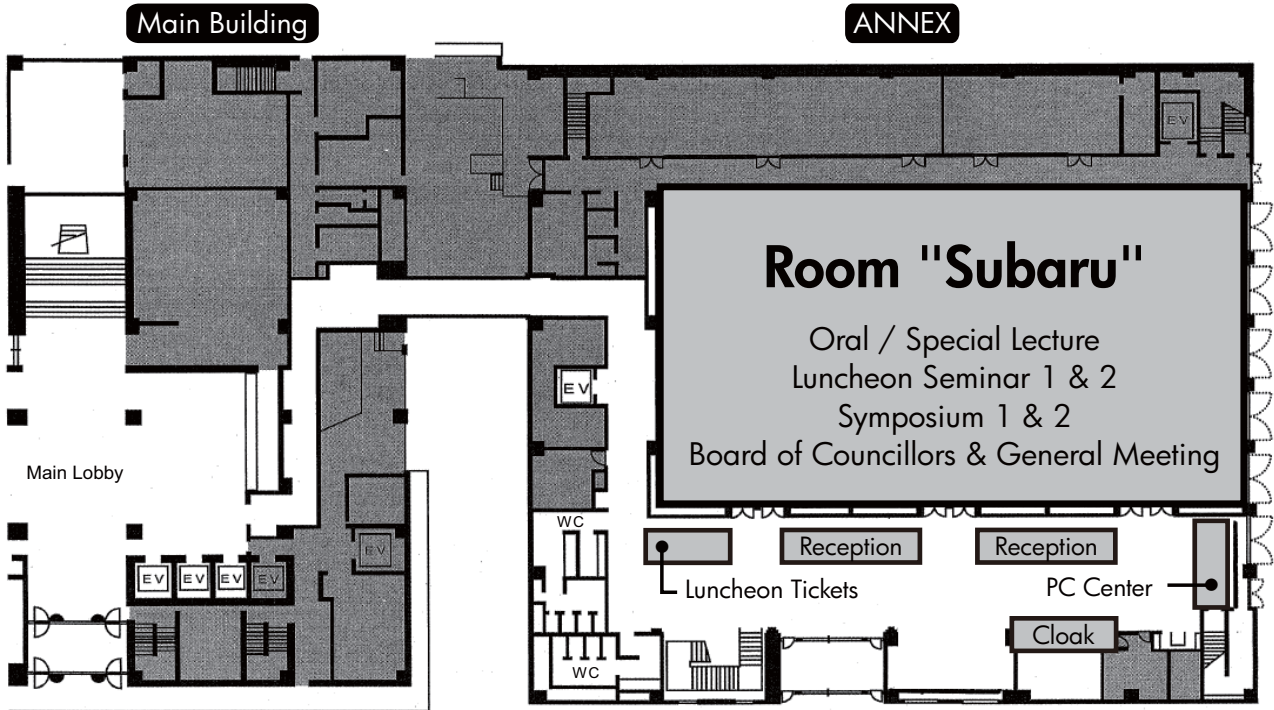 Main Building
ANNEX
EV
Room "Subaru"
Oral / Special Lecture
Luncheon Seminar 1 & 2
Symposium 1 & 2
Board of Councillors & General Meeting
EV
Main Lobby
WC
Reception
Reception
EV
EV
EV
EV
EV
Luncheon Tickets
PC Center
Cloak
WC